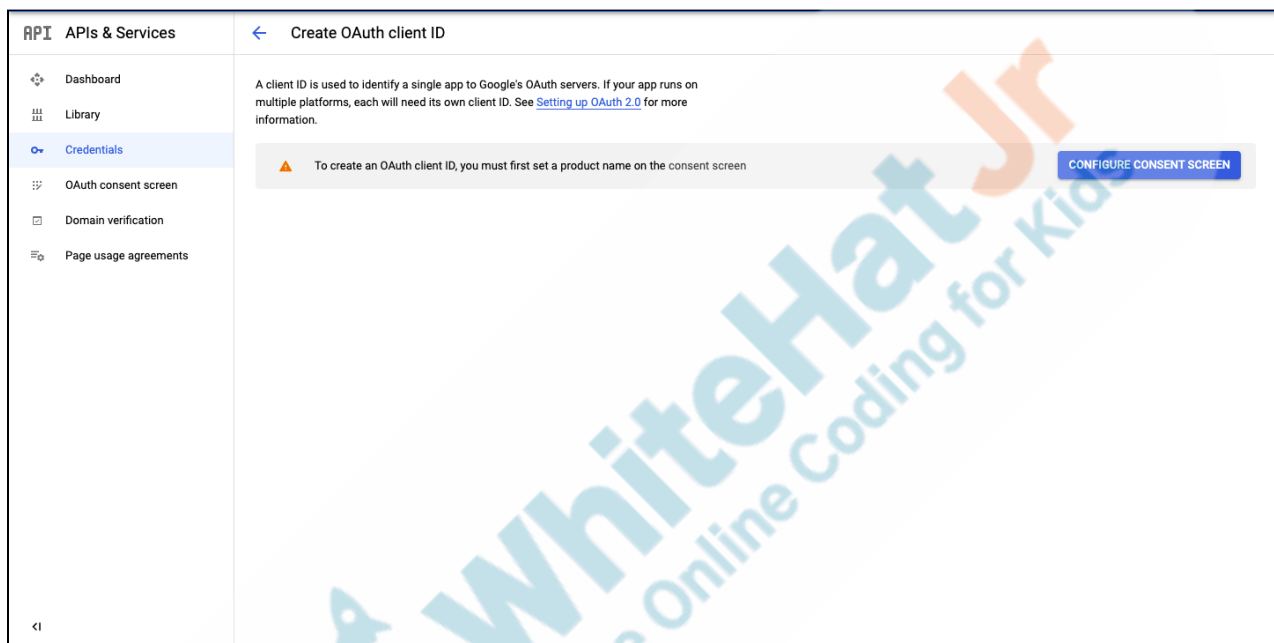 API APIs & Services
Create OAuth client ID
Dashboard
Library
Credentials
OAuth consent screen
Domain verification
Page usage agreements
A client ID is used to identify a single app to Google's OAuth servers. If your app runs on
multiple platforms, each will need its own client ID. See Setting up OAuth 2.0 for more
information.
To create an OAuth client ID, you must first set a product name on the consent screen
CONFIGURE CONSENT SCREEN
WhiteHat Jr
Online Coding for Kids